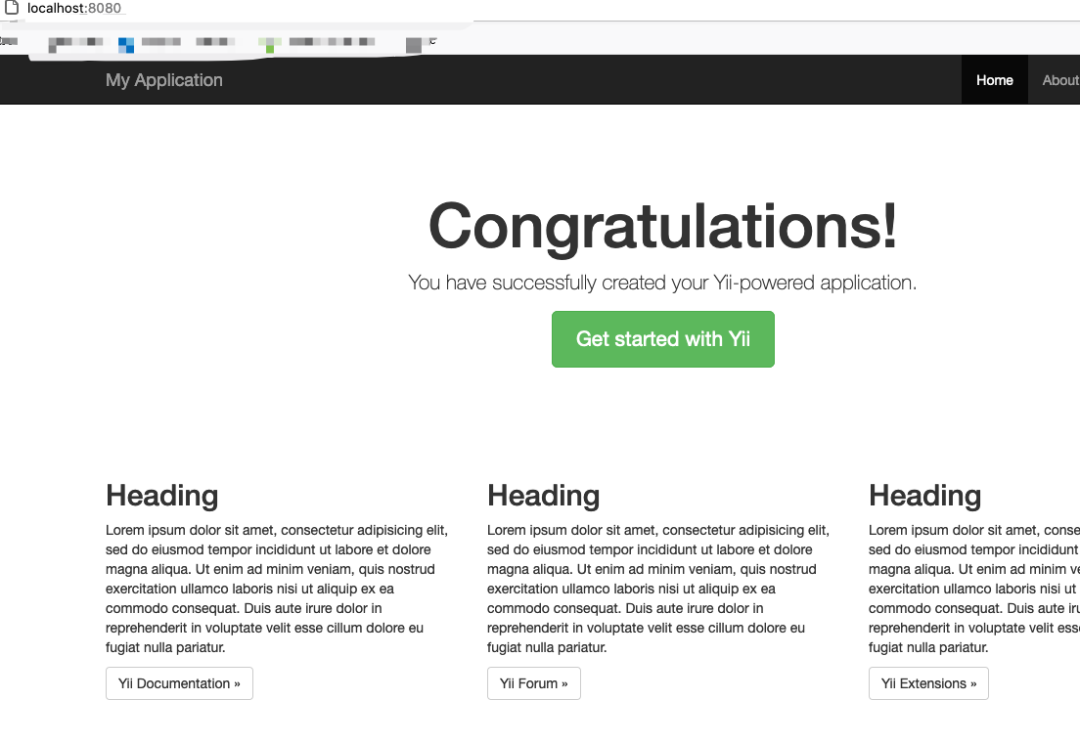 localhost:8080
My Application
Home
About
Congratulations!
You have successfully created your Yii-powered application.
Get started with Yii
Heading
Lorem ipsum dolor sit amet, consectetur adipisicing elit,
sed do eiusmod tempor incididunt ut labore et dolore
magna aliqua. Ut enim ad minim veniam, quis nostrud
exercitation ullamco laboris nisi ut aliquip ex ea
commodo consequat. Duis aute irure dolor in
reprehenderit in voluptate velit esse cillum dolore eu
fugiat nulla pariatur.
Yii Documentation »
Heading
Lorem ipsum dolor sit amet, consectetur adipisicing elit,
sed do eiusmod tempor incididunt ut labore et dolore
magna aliqua. Ut enim ad minim veniam, quis nostrud
exercitation ullamco laboris nisi ut aliquip ex ea
commodo consequat. Duis aute irure dolor in
reprehenderit in voluptate velit esse cillum dolore eu
fugiat nulla pariatur.
Yii Forum »
Heading
Lorem ipsum dolor sit amet, conse
sed do eiusmod tempor incididunt
magna aliqua. Ut enim ad minim ve
exercitation ullamco laboris nisi ut
commodo consequat. Duis aute iru
reprehenderit in voluptate velit ess
fugiat nulla pariatur.
Yii Extensions »